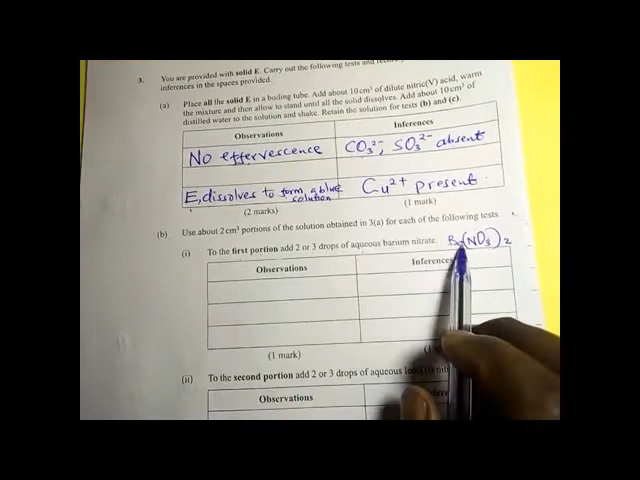 3. You are provided with solid E. Carry out the following tests and
inferences in the spaces provided.
(a) Place all the solid E in a boiling tube. Add about 10cm³ of dilute nitric(V) acid, warm
the mixture and then allow to stand until all the solid dissolves. Add about 10 cm³ of
distilled water to the solution and shake. Retain the solution for tests (b) and (c).
Observations Inferences
No effervescence CO₃²⁻, SO₃²⁻ absent
E, dissolves to form a blue solution Cu²⁺ present
(2 marks) (1 mark)
(b) Use about 2 cm³ portions of the solution obtained in 3(a) for each of the following tests
(i) To the first portion add 2 or 3 drops of aqueous barium nitrate. Ba(NO₃)₂
Observations Inferences
(1 mark)
(ii) To the second portion add 2 or 3 drops of aqueous
Observations